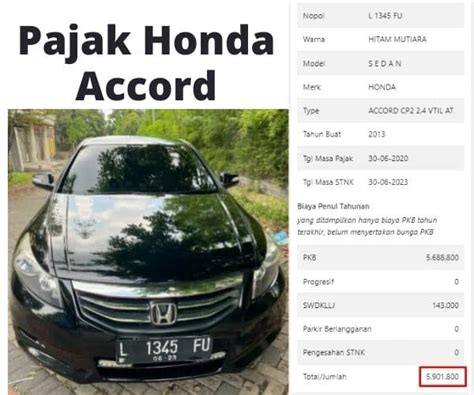 Pajak Honda
Accord
L 1345 FU
06·23
Nopol L 1345 FU
Warna HITAM MUTIARA
Model S E D A N
Merk HONDA
Type ACCORD CP2 2.4 VTIL AT
Tahun Buat 2013
Tgl Masa Pajak 30-06-2020
Tgl Masa STNK 30-06-2023
Biaya Penul Tahunan
yang ditampilkan hanya biaya PKB tahun
terakhir, belum menyertakan bunga PKB
PKB 5.688.800
Progresif 0
SWDKLLJ 143.000
Parkir Berlangganan 0
Pengesahan STNK 0
Total/Jumlah 5.901.800